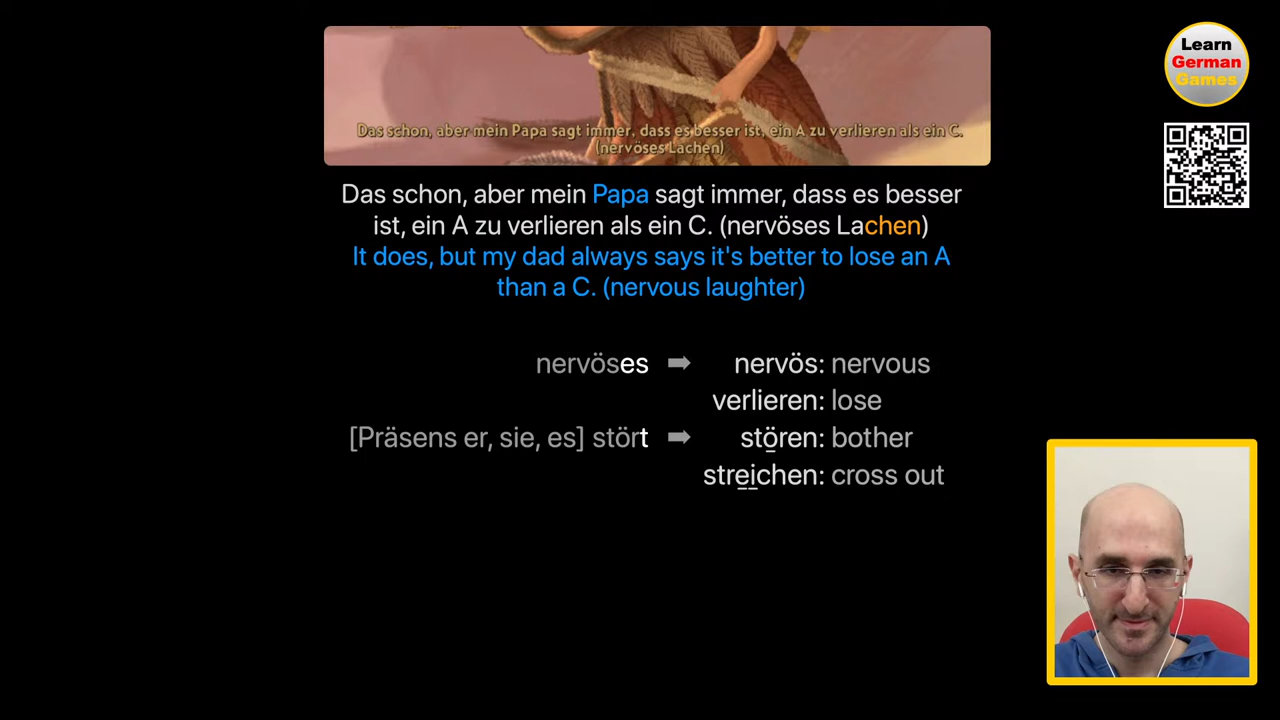 Das schon, aber mein Papa sagt immer, dass es besser ist, ein A zu verlieren als ein C.
(nervöses Lachen)
Das schon, aber mein Papa sagt immer, dass es besser
ist, ein A zu verlieren als ein C. (nervöses Lachen)
It does, but my dad always says it's better to lose an A
than a C. (nervous laughter)
nervöses ➡ nervös: nervous
verlieren: lose
[Präsens er, sie, es] stört ➡ stören: bother
streichen: cross out
Learn
German
Games